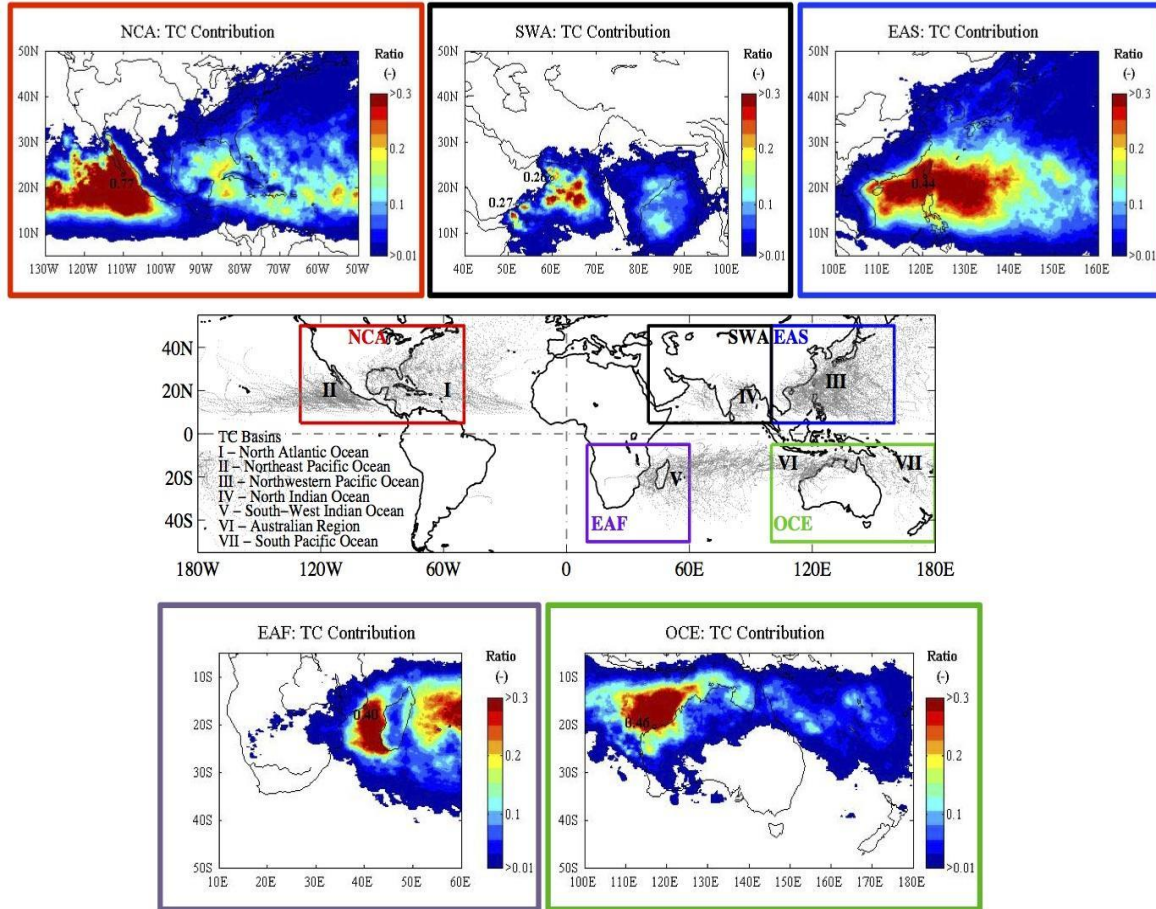 NCA: TC Contribution
Ratio
(-)
>0.3
0.2
0.1
>0.01
50N
40N
30N
20N
10N
0.77
130W 120W 110W 100W 90W 80W 70W 60W 50W
SWA: TC Contribution
Ratio
(-)
>0.3
0.2
0.1
>0.01
50N
40N
30N
20N
10N
0.26
0.27
40E 50E 60E 70E 80E 90E 100E
EAS: TC Contribution
Ratio
(-)
>0.3
0.2
0.1
>0.01
50N
40N
30N
20N
10N
0.44
100E 110E 120E 130E 140E 150E 160E
40N
20N
0
20S
40S
NCA
SWA
EAS
II
I
IV
III
V
VI
VII
EAF
OCE
TC Basins
I – North Atlantic Ocean
II – Northeast Pacific Ocean
III – Northwestern Pacific Ocean
IV – North Indian Ocean
V – South–West Indian Ocean
VI – Australian Region
VII – South Pacific Ocean
180W 120W 60W 0 60E 120E 180E
EAF: TC Contribution
Ratio
(-)
>0.3
0.2
0.1
>0.01
10S
20S
30S
40S
50S
0.40
10E 20E 30E 40E 50E 60E
OCE: TC Contribution
Ratio
(-)
>0.3
0.2
0.1
>0.01
10S
20S
30S
40S
50S
0.46
100E 110E 120E 130E 140E 150E 160E 170E 180E